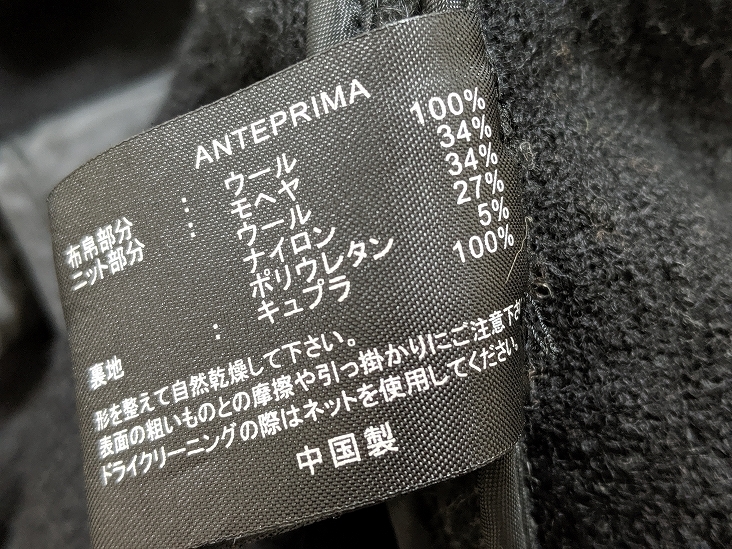 ANTEPRIMA
布帛部分 : ウール 100%
ニット部分 : モヘヤ 34%
ウール 34%
ナイロン 27%
ポリウレタン 5%
裏地 : キュプラ 100%
形を整えて自然乾燥して下さい。
表面の粗いものとの摩擦や引っ掛かりにご注意下さ
ドライクリーニングの際はネットを使用してください。
中国製